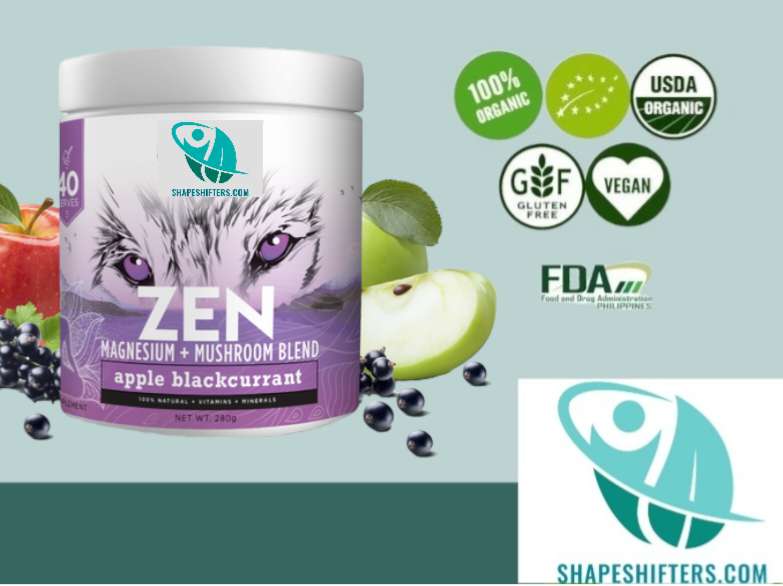 SHAPESHIFTERS.COM
40
ZEN
MAGNESIUM + MUSHROOM BLEND
apple blackcurrant
100% NATURAL • VITAMINS • MINERALS
NET WT. 280g
100%
ORGANIC
USDA
ORGANIC
GF
GLUTEN
FREE
VEGAN
FDA
Food and Drug Administration
PHILIPPINES
SHAPESHIFTERS.COM